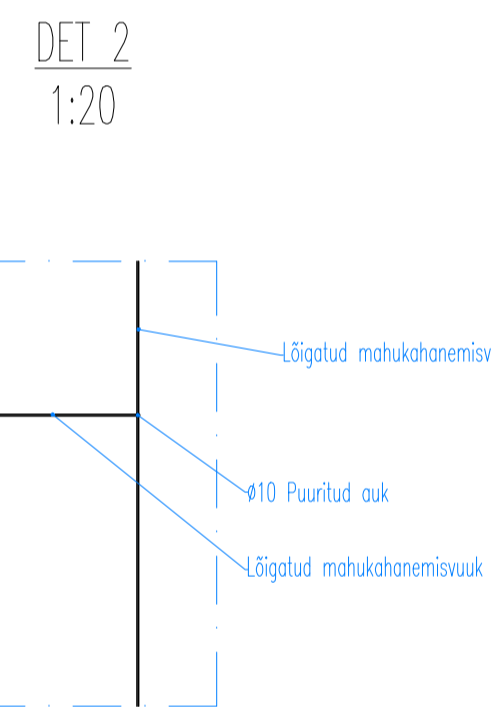 DET 2
1:20
Lõigatud mahukahanemisv
ø10 Puuritud auk
Lõigatud mahukahanemisvuuk